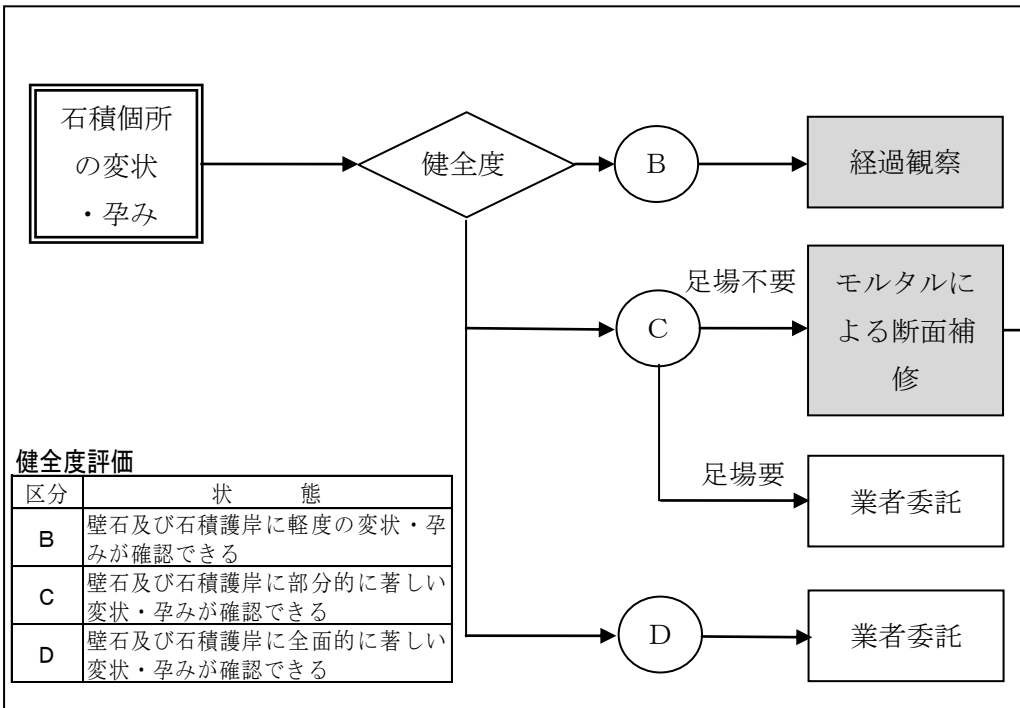 石積個所
の変状
・孕み
健全度
B
経過観察
足場不要
C
モルタルに
よる断面補
修
足場要
業者委託
D
業者委託
健全度評価
区分 状 態
B 壁石及び石積護岸に軽度の変状・孕
みが確認できる
C 壁石及び石積護岸に部分的に著しい
変状・孕みが確認できる
D 壁石及び石積護岸に全面的に著しい
変状・孕みが確認できる